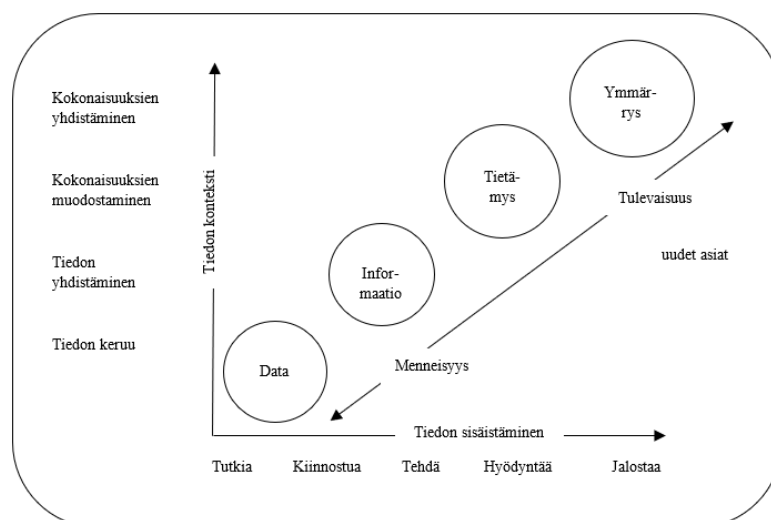 Kokonaisuuksien
yhdistäminen
Kokonaisuuksien
muodostaminen
Tiedon
yhdistäminen
Tiedon keruu
Tiedon konteksti
Ymmär-
rys
Tietä-
mys
Infor-
maatio
Data
Tulevaisuus
uudet asiat
Menneisyys
Tiedon sisäistäminen
Tutkia Kiinnostua Tehdä Hyödyntää Jalostaa